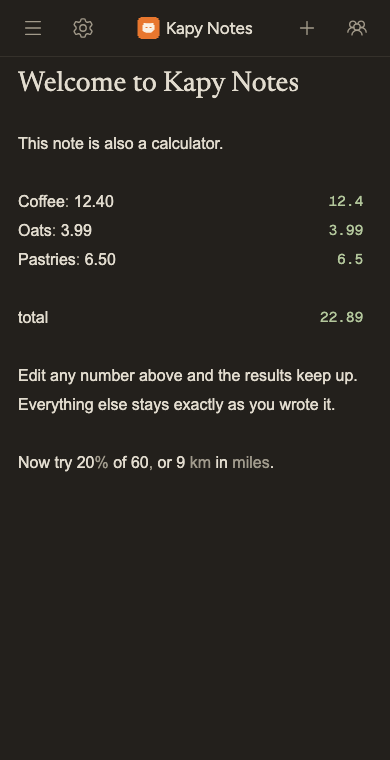 Kapy Notes
Welcome to Kapy Notes
This note is also a calculator.
Coffee: 12.40 12.4
Oats: 3.99 3.99
Pastries: 6.50 6.5
total 22.89
Edit any number above and the results keep up.
Everything else stays exactly as you wrote it.
Now try 20% of 60, or 9 km in miles.